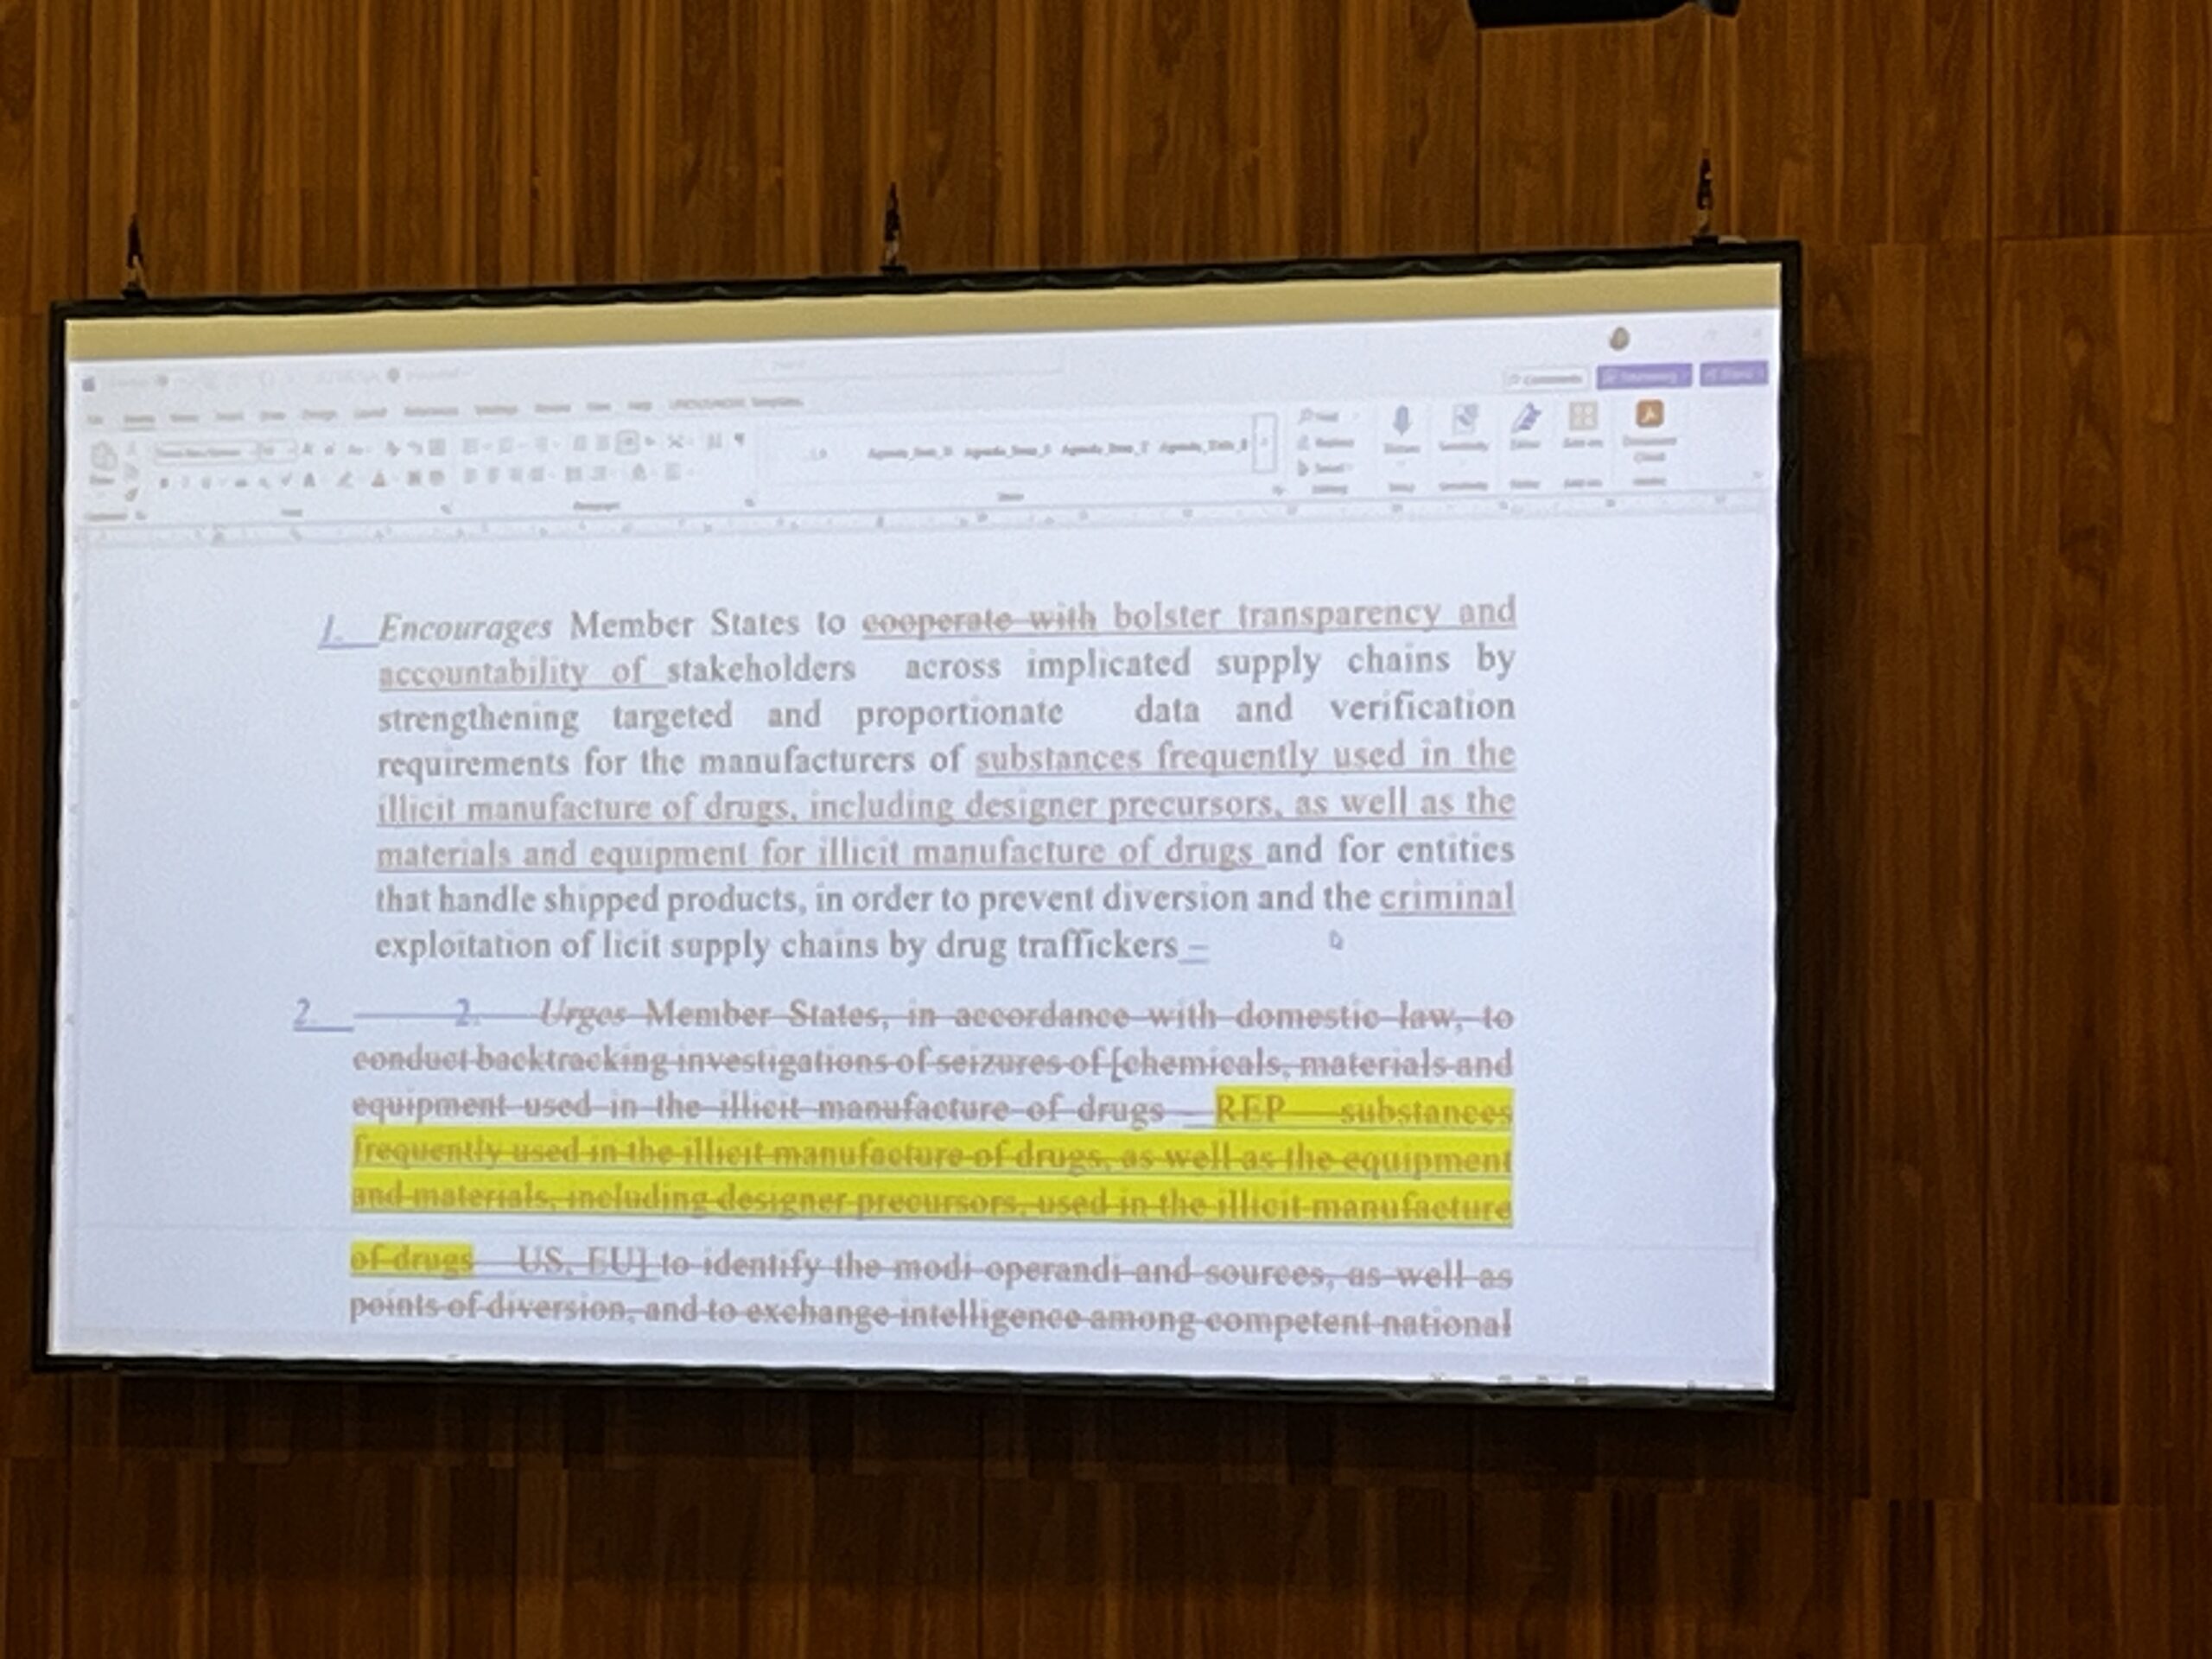 1. Encourages Member States to cooperate with bolster transparency and
accountability of stakeholders across implicated supply chains by
strengthening targeted and proportionate data and verification
requirements for the manufacturers of substances frequently used in the
illicit manufacture of drugs, including designer precursors, as well as the
materials and equipment for illicit manufacture of drugs and for entities
that handle shipped products, in order to prevent diversion and the criminal
exploitation of licit supply chains by drug traffickers
2. 2. Urges Member States, in accordance with domestic law, to
conduct backtracking investigations of seizures of [chemicals, materials and
equipment used in the illicit manufacture of drugs REP substances
frequently used in the illicit manufacture of drugs, as well as the equipment
and materials, including designer precursors, used in the illicit manufacture
of drugs US, EU] to identify the modi operandi and sources, as well as
points of diversion, and to exchange intelligence among competent national